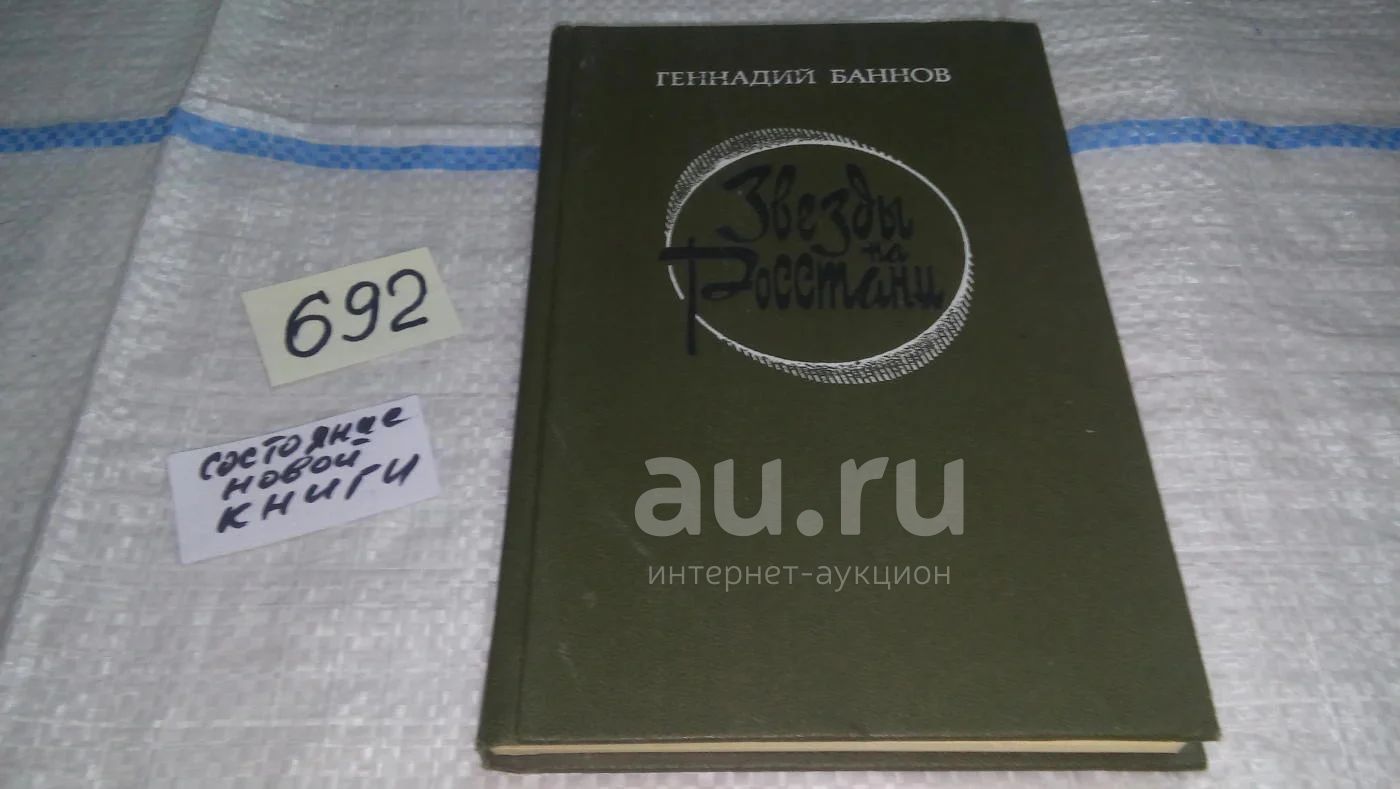 ГЕННАДИЙ БАННОВ
Звезды
на
Росстани
692
состояние
новой
книги
au.ru
интернет-аукцион